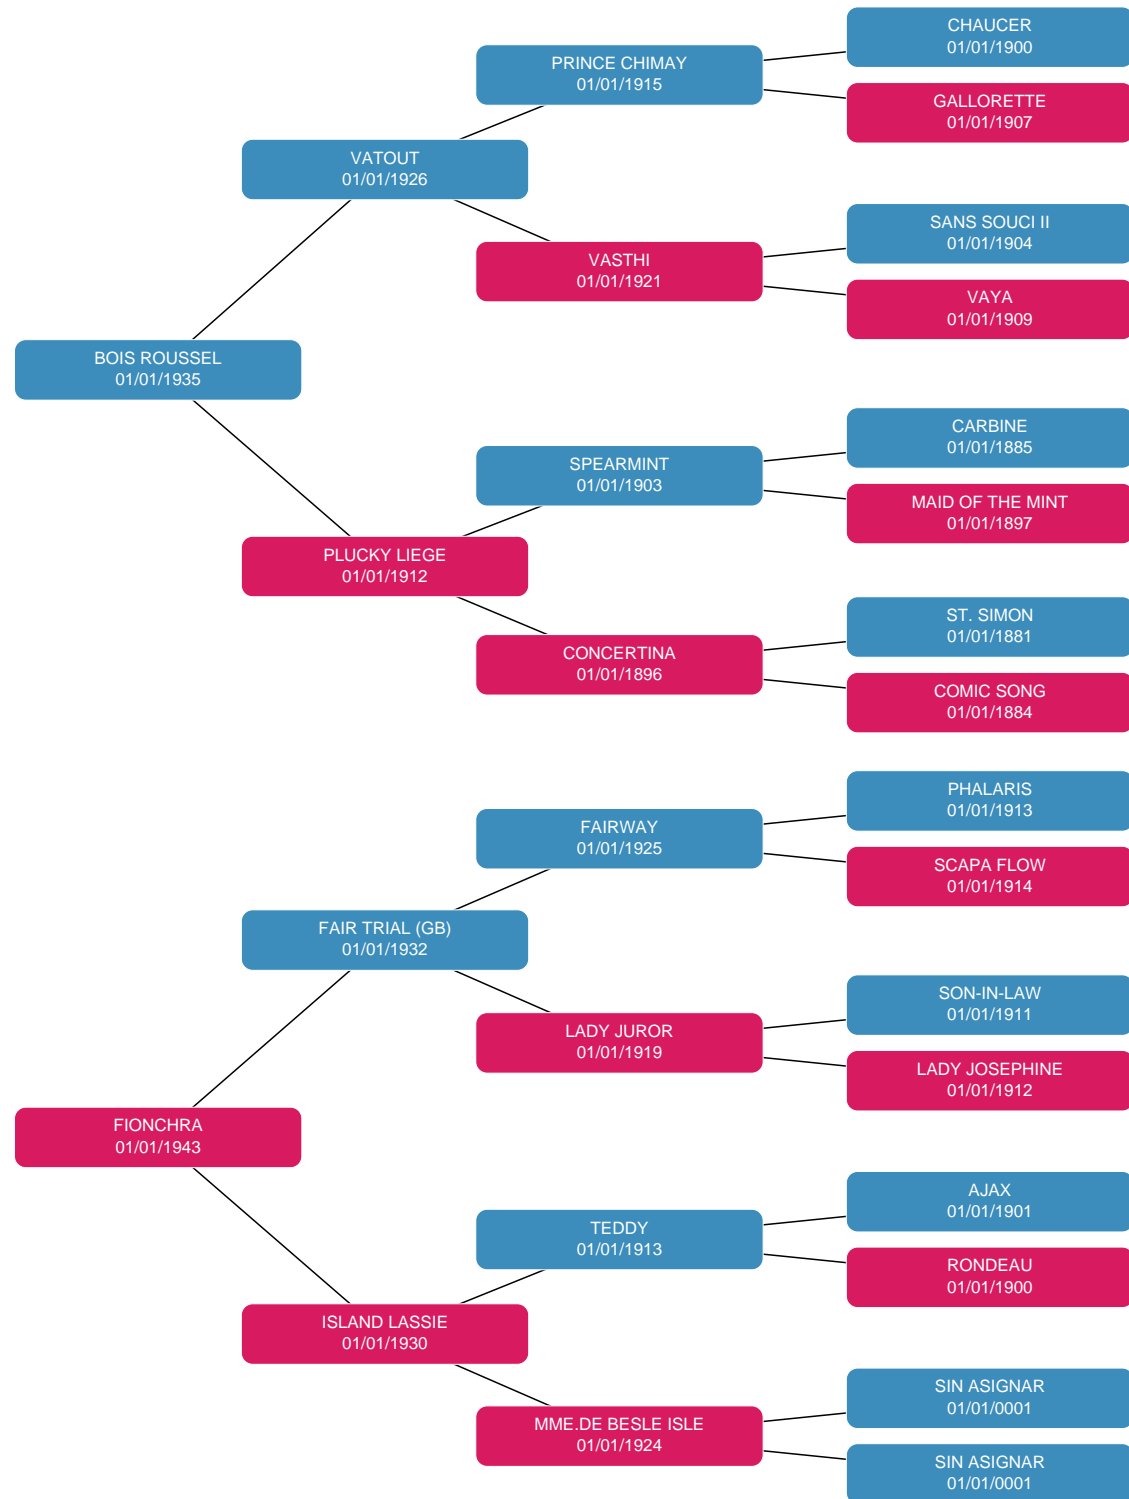 CHAUCER
01/01/1900
PRINCE CHIMAY
01/01/1915
GALLORETTE
01/01/1907
VATOUT
01/01/1926
SANS SOUCI II
01/01/1904
VASTHI
01/01/1921
VAYA
01/01/1909
BOIS ROUSSEL
01/01/1935
CARBINE
01/01/1885
SPEARMINT
01/01/1903
MAID OF THE MINT
01/01/1897
PLUCKY LIEGE
01/01/1912
ST. SIMON
01/01/1881
CONCERTINA
01/01/1896
COMIC SONG
01/01/1884
PHALARIS
01/01/1913
FAIRWAY
01/01/1925
SCAPA FLOW
01/01/1914
FAIR TRIAL (GB)
01/01/1932
SON-IN-LAW
01/01/1911
LADY JUROR
01/01/1919
LADY JOSEPHINE
01/01/1912
FIONCHRA
01/01/1943
AJAX
01/01/1901
TEDDY
01/01/1913
RONDEAU
01/01/1900
ISLAND LASSIE
01/01/1930
SIN ASIGNAR
01/01/0001
MME.DE BESLE ISLE
01/01/1924
SIN ASIGNAR
01/01/0001